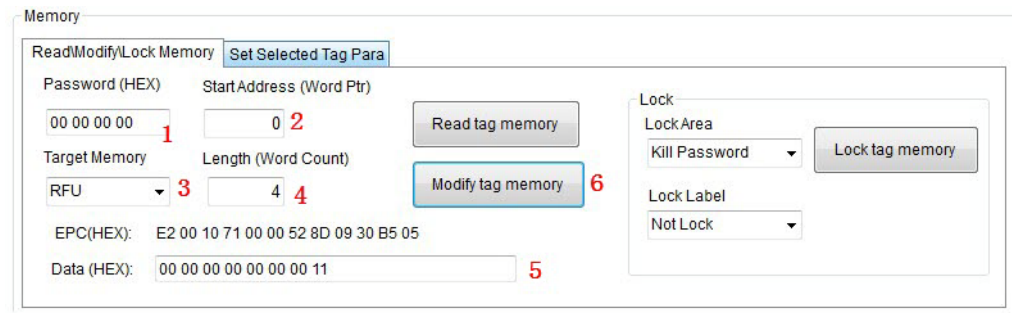 Memory
Read\Modify\Lock Memory Set Selected Tag Para
Password (HEX) Start Address (Word Ptr)
00 00 00 00 1 0 2 Read tag memory
Target Memory Length (Word Count)
RFU 3 4 4 Modify tag memory 6
EPC(HEX): E2 00 10 71 00 00 52 8D 09 30 B5 05
Data (HEX): 00 00 00 00 00 00 00 11 5
Lock
Lock Area
Kill Password Lock tag memory
Lock Label
Not Lock